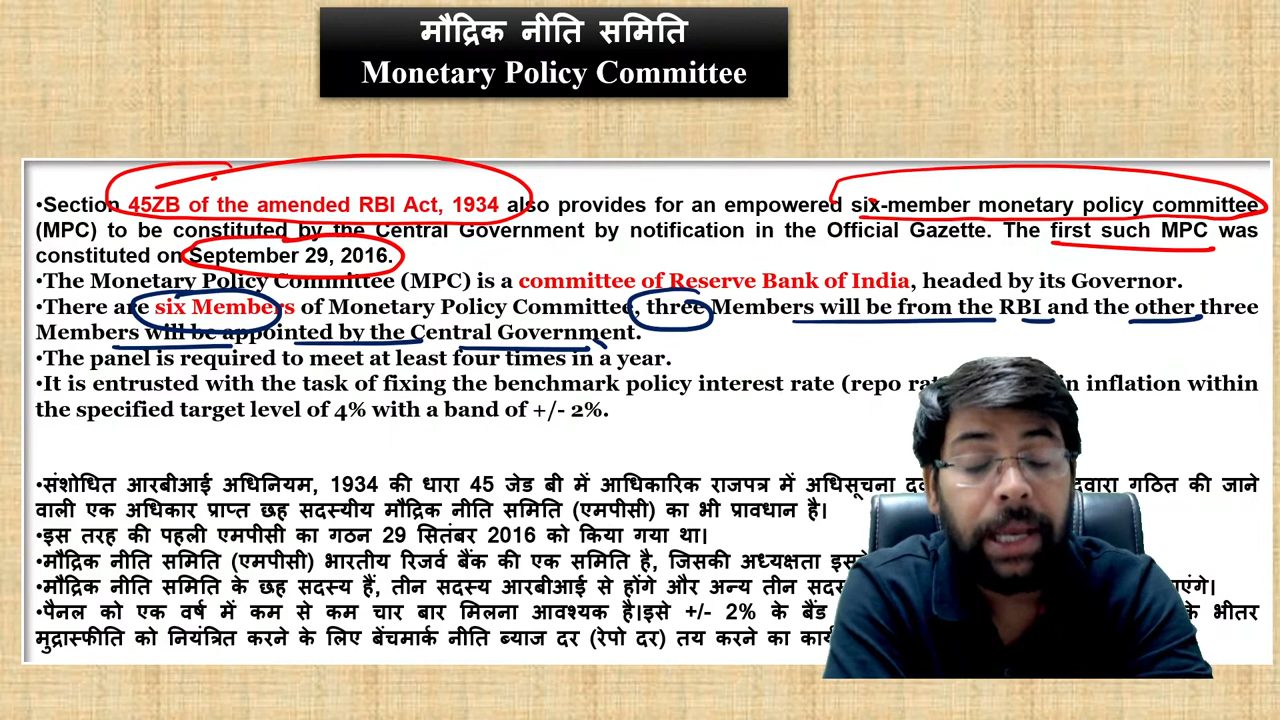 मौद्रिक नीति समिति
Monetary Policy Committee
•Section 45ZB of the amended RBI Act, 1934 also provides for an empowered six-member monetary policy committee
(MPC) to be constituted by the Central Government by notification in the Official Gazette. The first such MPC was
constituted on September 29, 2016.
•The Monetary Policy Committee (MPC) is a committee of Reserve Bank of India, headed by its Governor.
•There are six Members of Monetary Policy Committee, three Members will be from the RBI and the other three
Members will be appointed by the Central Government.
•The panel is required to meet at least four times in a year.
•It is entrusted with the task of fixing the benchmark policy interest rate (repo inflation within
the specified target level of 4% with a band of +/- 2%.
•संशोधित आरबीआई अधिनियम, 1934 की धारा 45 जेड बी में आधिकारिक राजपत्र में अधिसूचना दवारा गठित की जाने
वाली एक अधिकार प्राप्त छह सदस्यीय मौद्रिक नीति समिति (एमपीसी) का भी प्रावधान है।
•इस तरह की पहली एमपीसी का गठन 29 सितंबर 2016 को किया गया था।
•मौद्रिक नीति समिति (एमपीसी) भारतीय रिजर्व बैंक की एक समिति है, जिसकी अध्यक्षता
•मौद्रिक नीति समिति के छह सदस्य हैं, तीन सदस्य आरबीआई से होंगे और अन्य तीन
•पैनल को एक वर्ष में कम से कम चार बार मिलना आवश्यक है।इसे +/- 2% के बैंड के भीतर
मुद्रास्फीति को नियंत्रित करने के लिए बेंचमार्क नीति ब्याज दर (रेपो दर) तय करने का